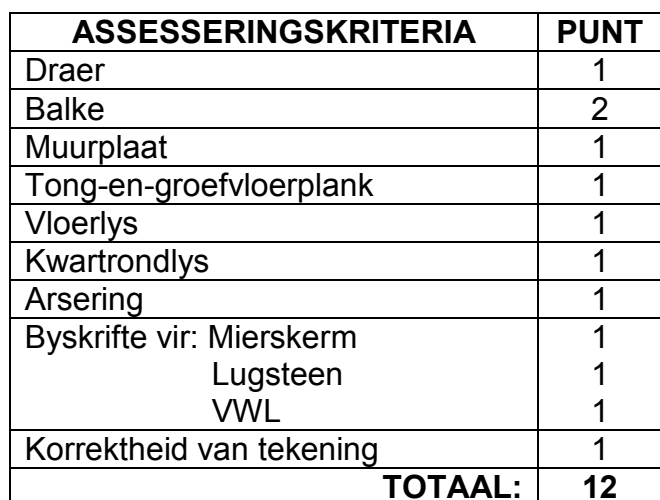 ASSESSERINGSKRITERIA PUNT
Draer 1
Balke 2
Muurplaat 1
Tong-en-groefvloerplank 1
Vloerlys 1
Kwartrondlys 1
Arsering 1
Byskrifte vir: Mierskerm 1
Lugsteen 1
VWL 1
Korrektheid van tekening 1
TOTAAL: 12